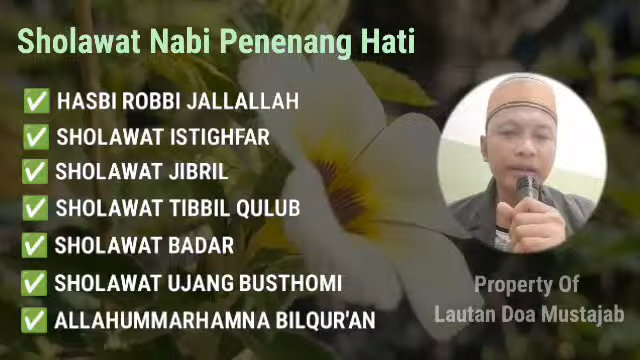 Sholawat Nabi Penenang Hati
✅ HASBI ROBBI JALLALLAH
✅ SHOLAWAT ISTIGHFAR
✅ SHOLAWAT JIBRIL
✅ SHOLAWAT TIBBIL QULUB
✅ SHOLAWAT BADAR
✅ SHOLAWAT UJANG BUSTHOMI
✅ ALLAHUMMARHAMNA BILQUR'AN
Property Of
Lautan Doa Mustajab